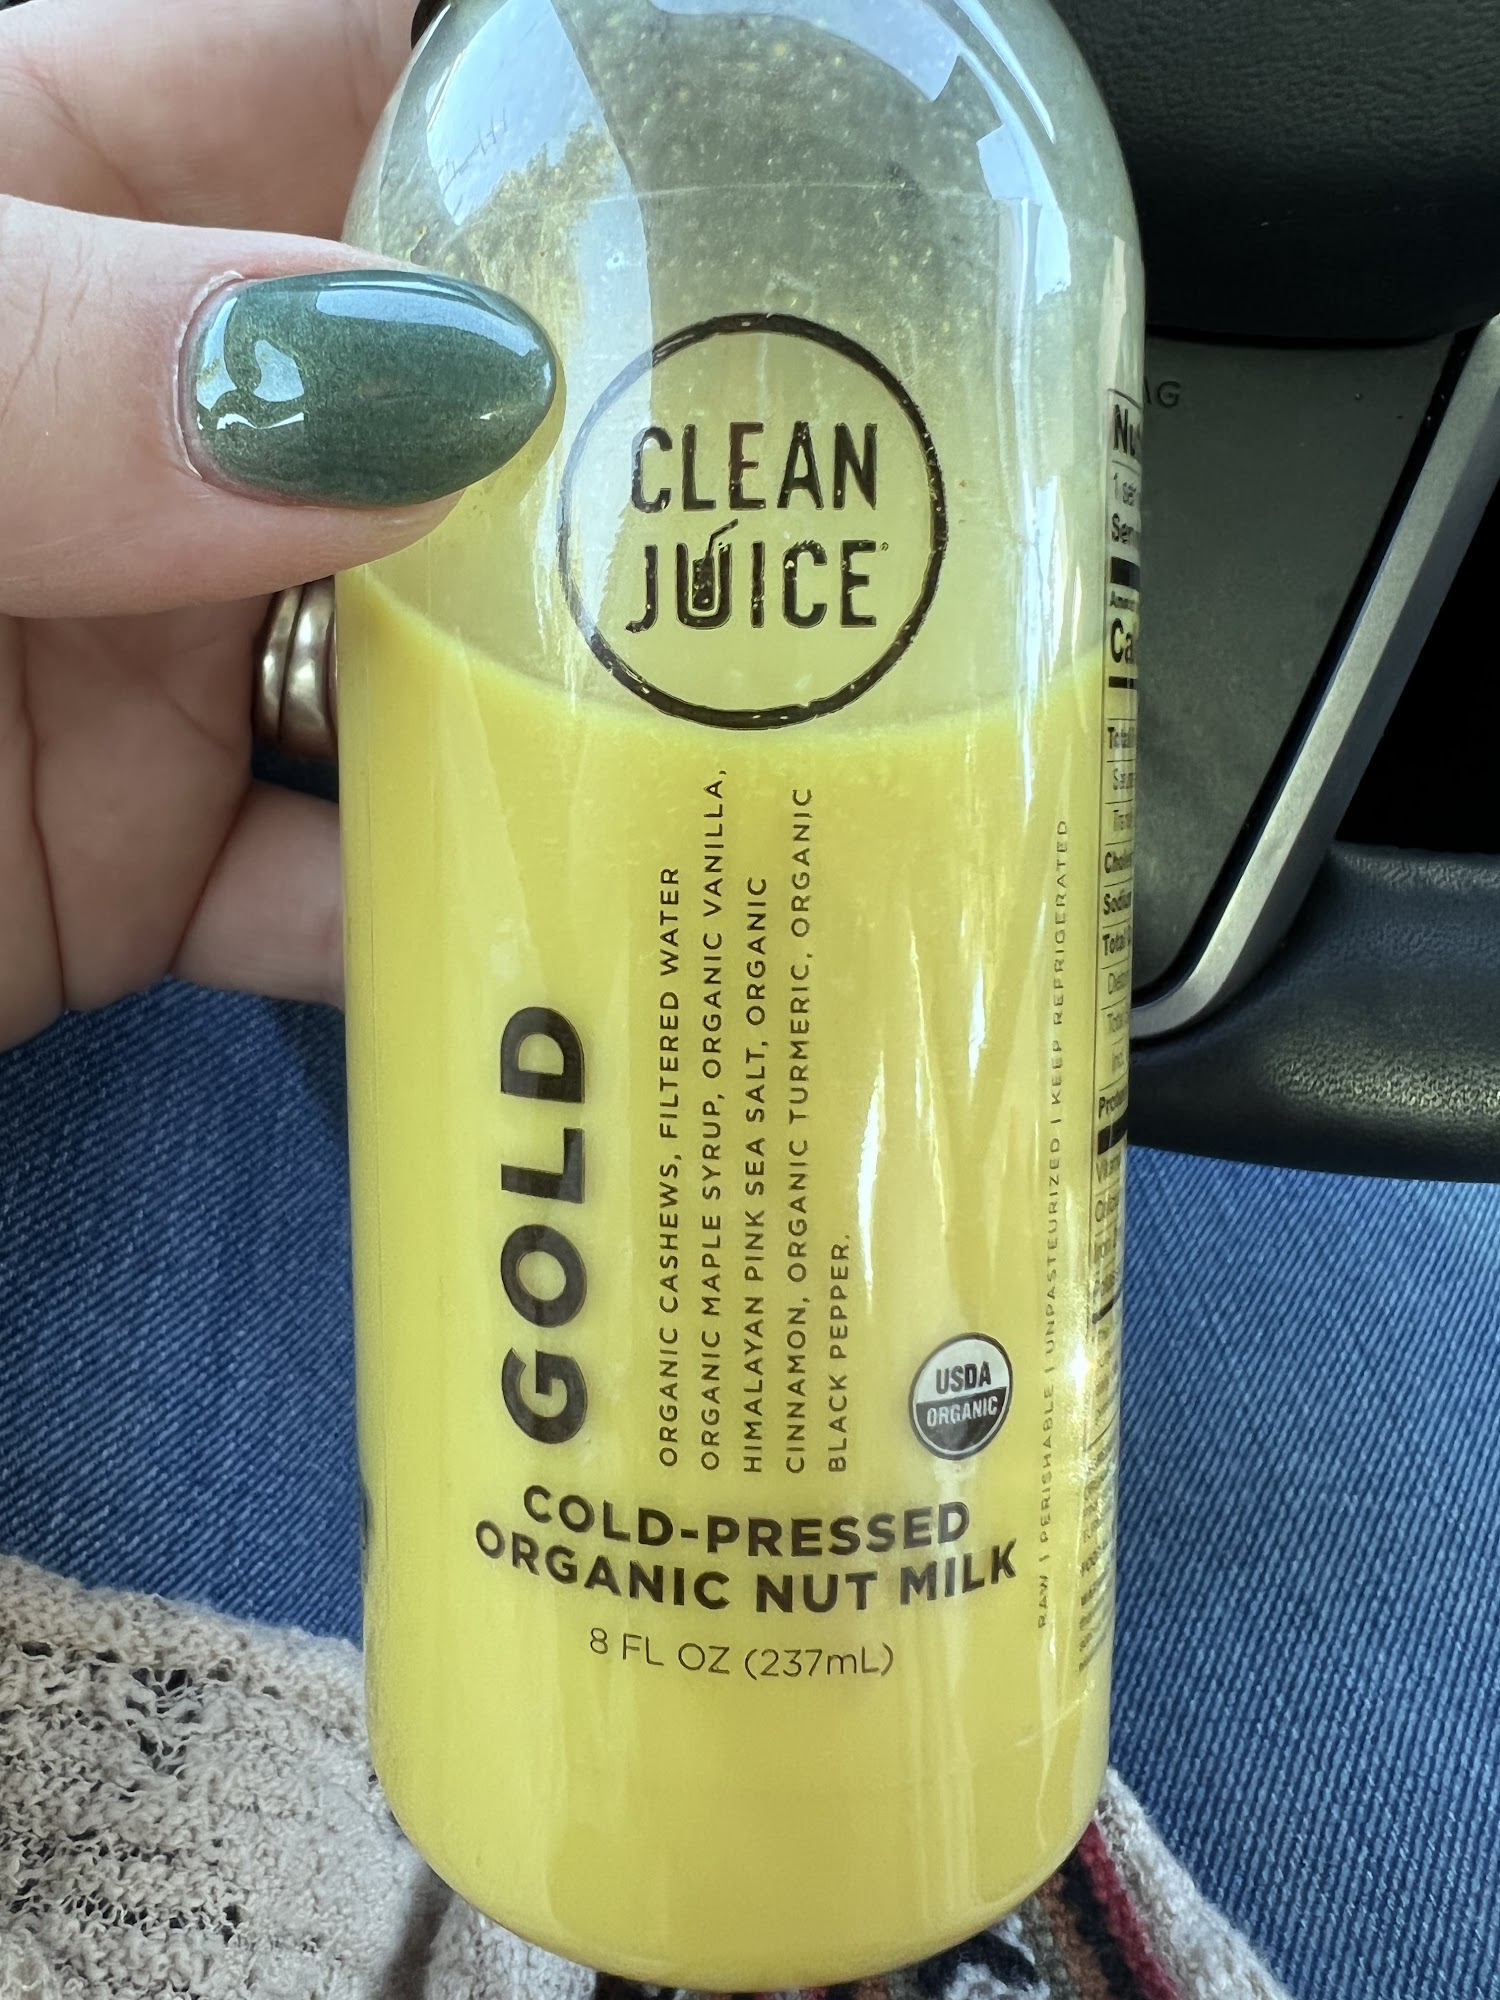 CLEAN
JUICE
GOLD
ORGANIC CASHEWS, FILTERED WATER
ORGANIC MAPLE SYRUP, ORGANIC VANILLA,
HIMALAYAN PINK SEA SALT, ORGANIC
CINNAMON, ORGANIC TURMERIC, ORGANIC
BLACK PEPPER.
USDA
ORGANIC
COLD-PRESSED
ORGANIC NUT MILK
8 FL OZ (237mL)
RAW | PERISHABLE | UNPASTEURIZED | KEEP REFRIGERATED